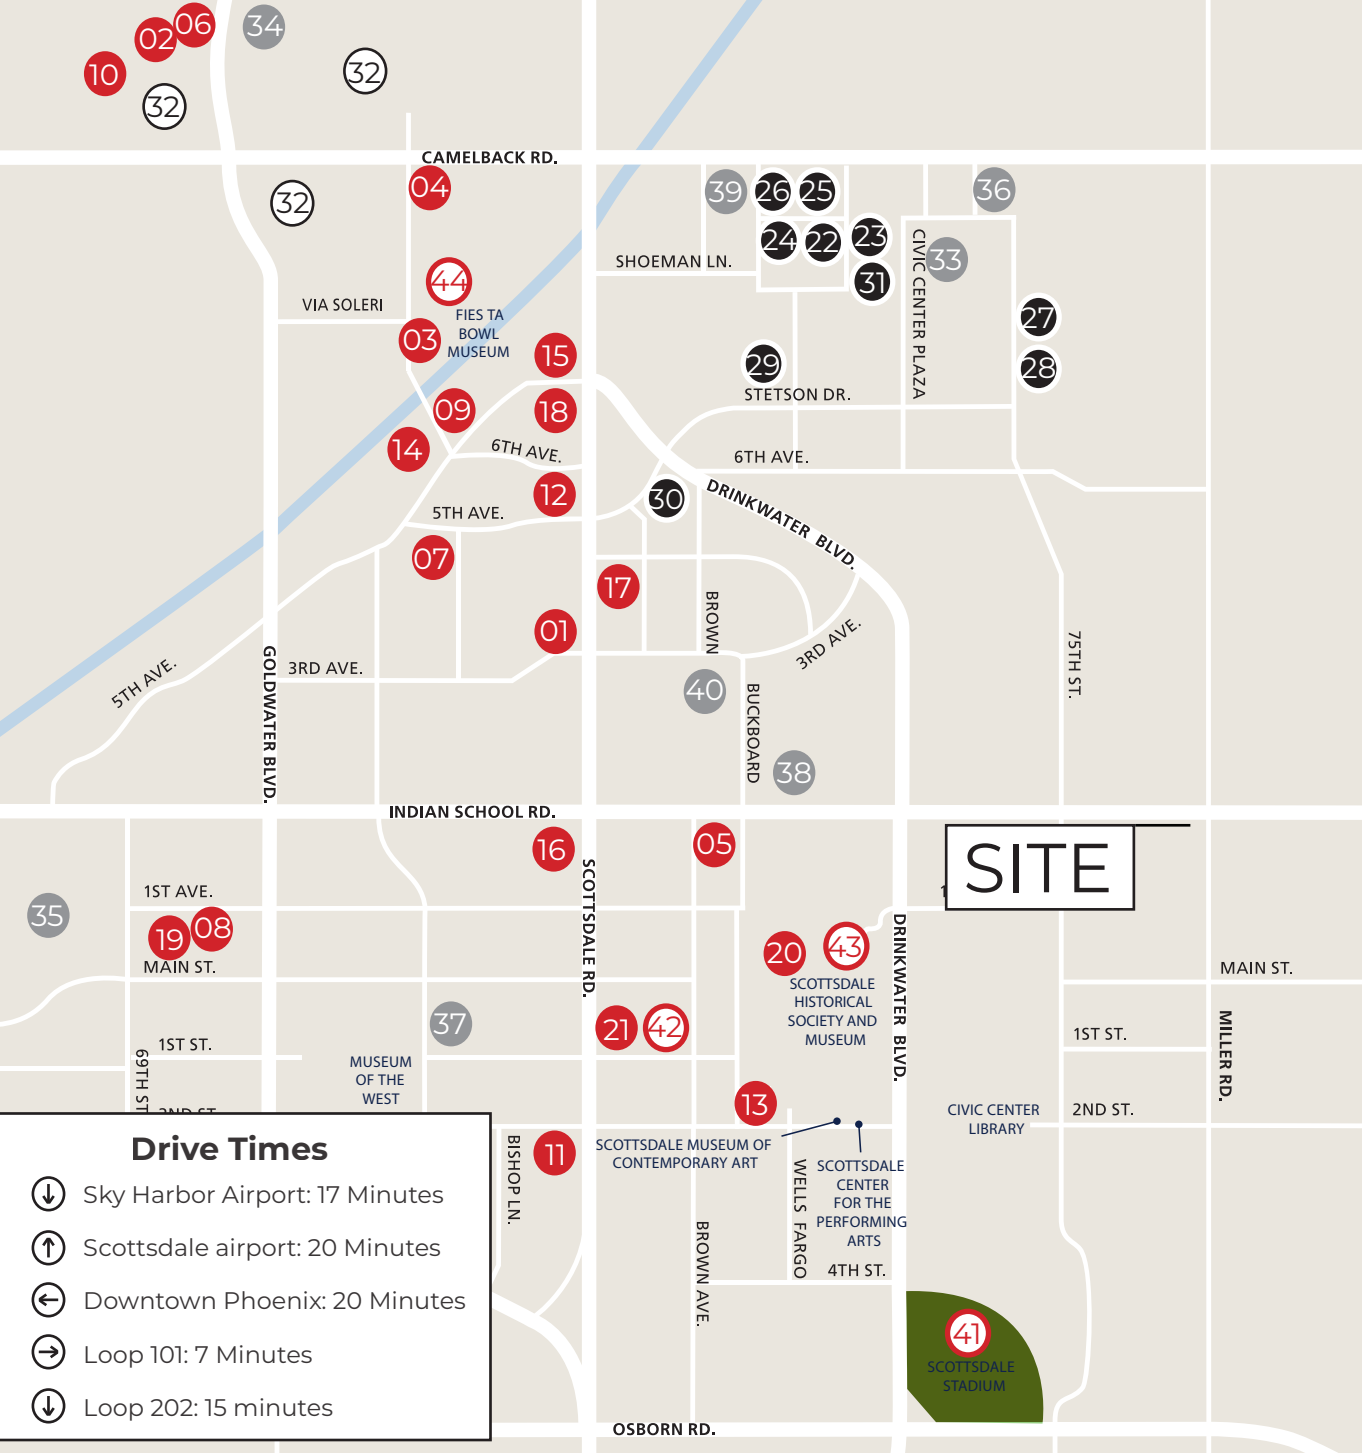 06
34
02
10
32
32
CAMELBACK RD.
04
32
39
26
25
36
24
22
23
33
SHOEMAN LN.
31
CIVIC CENTER PLAZA
44
VIA SOLERI
FIES TA
BOWL
MUSEUM
03
15
27
29
28
STETSON DR.
09
18
14
6TH AVE.
6TH AVE.
12
30
DRINKWATER BLVD.
5TH AVE.
07
17
BROWN
01
3RD AVE.
75TH ST.
5TH AVE.
3RD AVE.
GOLDWATER BLVD.
40
BUCKBOARD
38
INDIAN SCHOOL RD.
16
05
SITE
1
SCOTTSDALE RD.
1ST AVE.
35
19
08
MAIN ST.
20
43
DRINKWATER BLVD.
MAIN ST.
SCOTTSDALE
HISTORICAL
SOCIETY AND
MUSEUM
37
21
42
1ST ST.
69TH ST.
MUSEUM
OF THE
WEST
1ST ST.
MILLER RD.
2ND ST.
13
CIVIC CENTER
LIBRARY
2ND ST.
11
BISHOP LN.
SCOTTSDALE MUSEUM OF
CONTEMPORARY ART
WELLS FARGO
SCOTTSDALE
CENTER
FOR THE
PERFORMING
ARTS
BROWN AVE.
4TH ST.
41
SCOTTSDALE
STADIUM
OSBORN RD.
Drive Times
Sky Harbor Airport: 17 Minutes
Scottsdale airport: 20 Minutes
Downtown Phoenix: 20 Minutes
Loop 101: 7 Minutes
Loop 202: 15 minutes